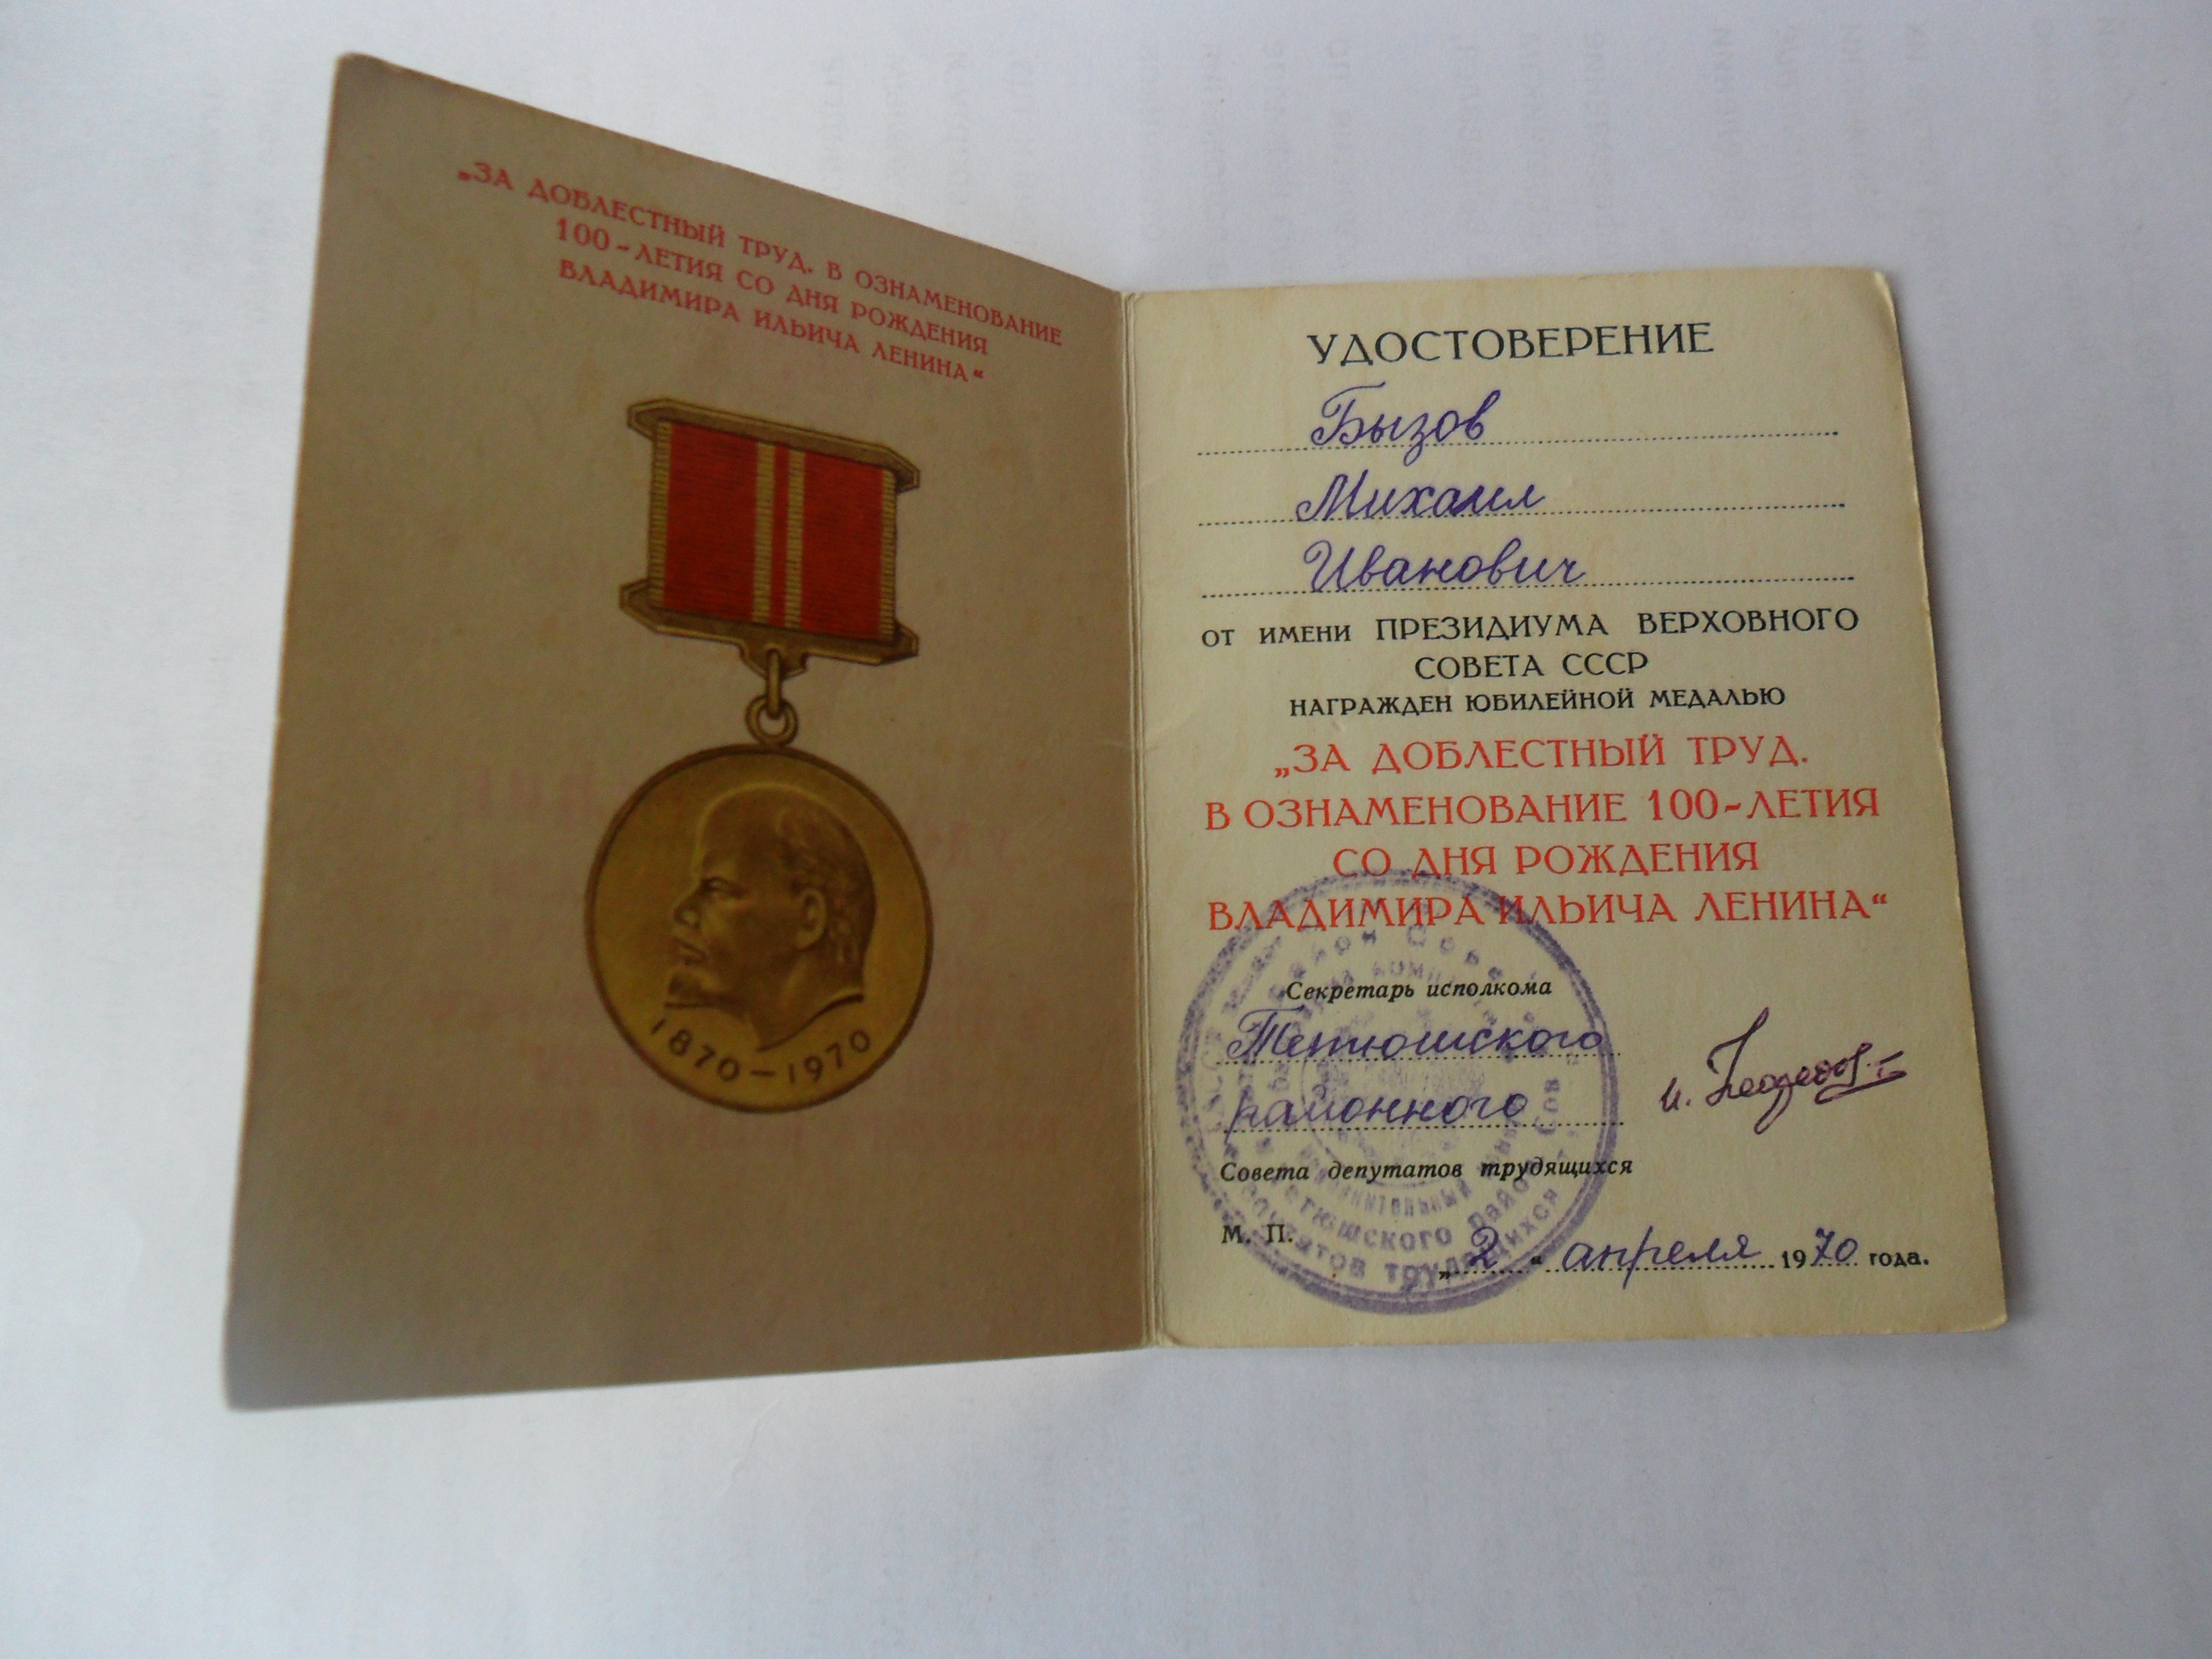 „ЗА ДОБЛЕСТНЫЙ ТРУД. В ОЗНАМЕНОВАНИЕ
100-ЛЕТИЯ СО ДНЯ РОЖДЕНИЯ
ВЛАДИМИРА ИЛЬИЧА ЛЕНИНА“
1870-1970
УДОСТОВЕРЕНИЕ
Бызов
Михаил
Иванович
ОТ ИМЕНИ ПРЕЗИДИУМА ВЕРХОВНОГО
СОВЕТА СССР
НАГРАЖДЕН ЮБИЛЕЙНОЙ МЕДАЛЬЮ
„ЗА ДОБЛЕСТНЫЙ ТРУД.
В ОЗНАМЕНОВАНИЕ 100-ЛЕТИЯ
СО ДНЯ РОЖДЕНИЯ
ВЛАДИМИРА ИЛЬИЧА ЛЕНИНА“
Секретарь исполкома
Тетюшского
районного
Совета депутатов трудящихся
М. П.
„2“ апреля 1970 года.